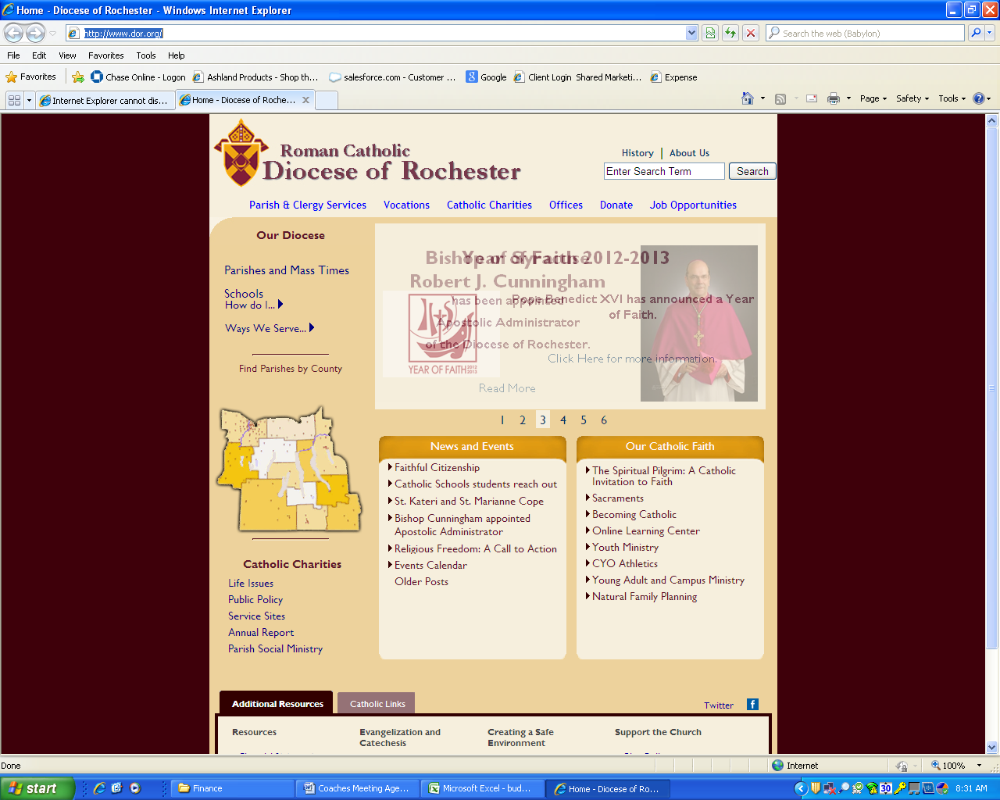 Home - Diocese of Rochester - Windows Internet Explorer
http://www.dor.org/
Search the web (Babylon)
File Edit View Favorites Tools Help
Favorites Chase Online - Logon Ashland Products - Shop th... salesforce.com - Customer ... Google Client Login Shared Marketi... Expense
Internet Explorer cannot dis... Home - Diocese of Roche... Page Safety Tools
Roman Catholic
Diocese of Rochester
History About Us
Enter Search Term Search
Parish & Clergy Services Vocations Catholic Charities Offices Donate Job Opportunities
Our Diocese
Parishes and Mass Times
Schools
How do I...
Ways We Serve...
Find Parishes by County
Catholic Charities
Life Issues
Public Policy
Service Sites
Annual Report
Parish Social Ministry
Year of Faith 2012-2013
Pope Benedict XVI has announced a Year
of Faith.
Click Here for more information.
YEAR OF FAITH 2012 2013
Bishop of Syracuse
Robert J. Cunningham
has been appointed
Apostolic Administrator
of the Diocese of Rochester.
Read More
1 2 3 4 5 6
News and Events
Faithful Citizenship
Catholic Schools students reach out
St. Kateri and St. Marianne Cope
Bishop Cunningham appointed
Apostolic Administrator
Religious Freedom: A Call to Action
Events Calendar
Older Posts
Our Catholic Faith
The Spiritual Pilgrim: A Catholic
Invitation to Faith
Sacraments
Becoming Catholic
Online Learning Center
Youth Ministry
CYO Athletics
Young Adult and Campus Ministry
Natural Family Planning
Additional Resources Catholic Links Twitter
Resources
Evangelization and
Catechesis
Creating a Safe
Environment
Support the Church
Done Internet 100%
start Finance Coaches Meeting Age... Microsoft Excel - bud... Home - Diocese of Ro... 30 8:31 AM